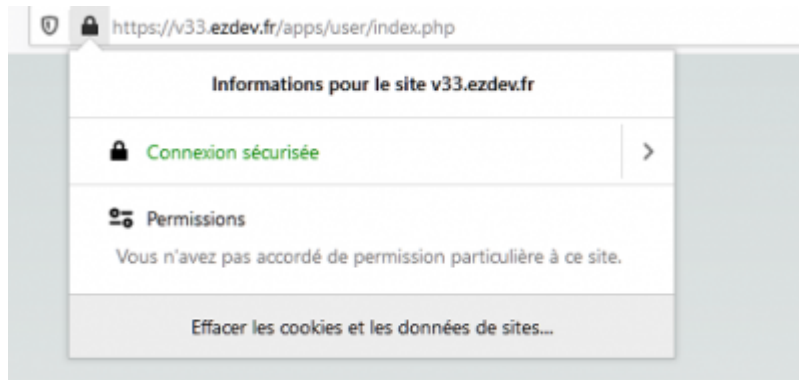 https://v33.ezdev.fr/apps/user/index.php
Informations pour le site v33.ezdev.fr
Connexion sécurisée
Permissions
Vous n'avez pas accordé de permission particulière à ce site.
Effacer les cookies et les données de sites...